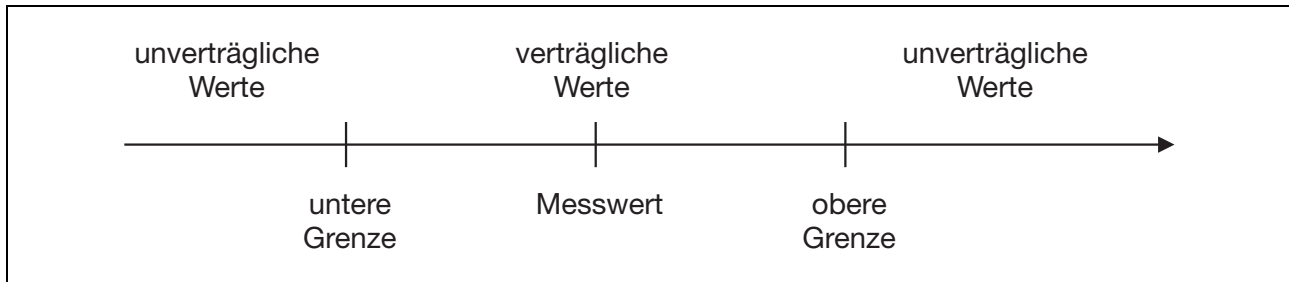 unverträgliche
Werte
verträgliche
Werte
unverträgliche
Werte
untere
Grenze
Messwert
obere
Grenze